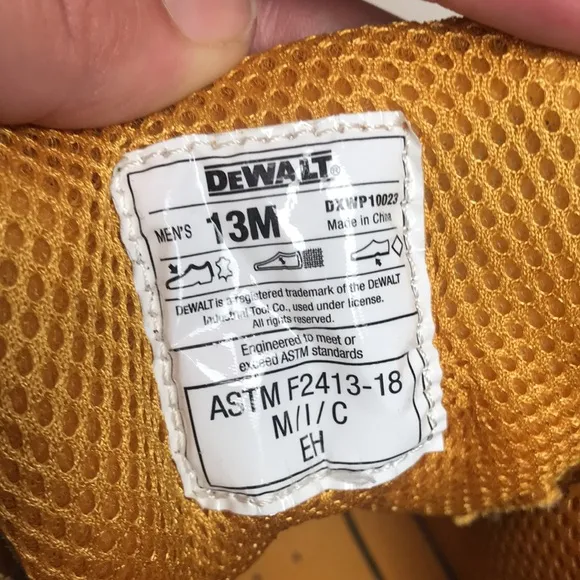 DEWALT®
MEN'S 13M DXWP10023
Made in China
DEWALT is a registered trademark of the DEWALT
Industrial Tool Co., used under license.
All rights reserved.
Engineered to meet or
exceed ASTM standards
ASTM F2413-18
M/I/C
EH